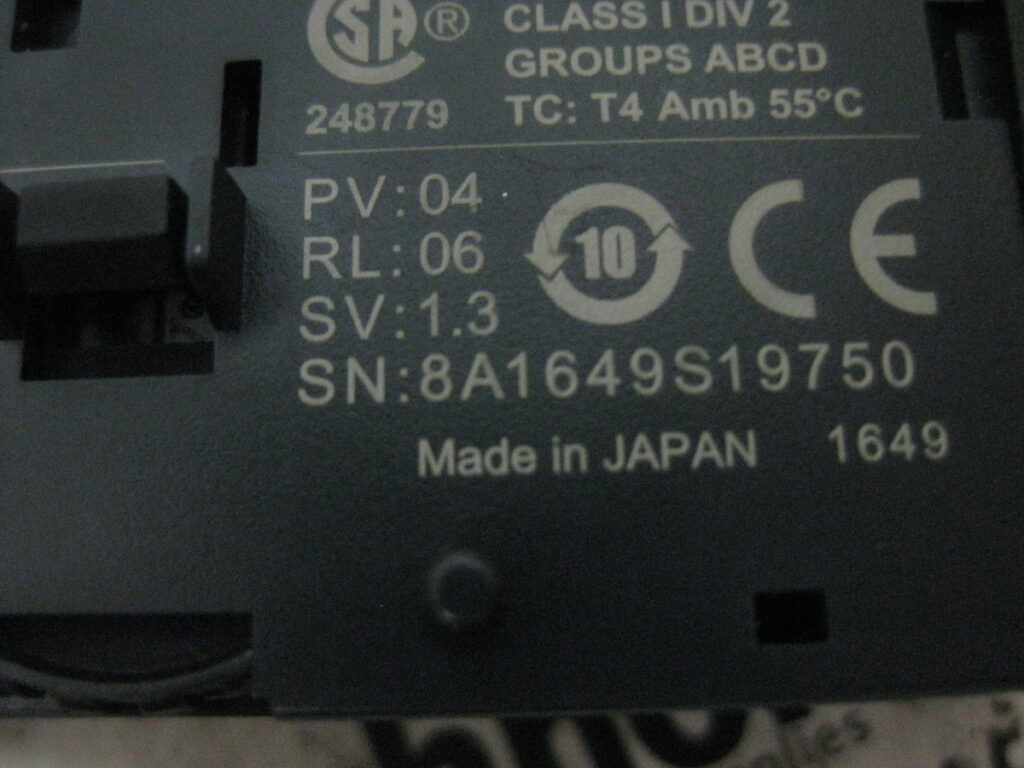 CSA ® CLASS I DIV 2
GROUPS ABCD
248779 TC: T4 Amb 55°C
PV: 04
RL: 06
SV: 1.3
10 CE
SN: 8A1649S19750
Made in JAPAN 1649